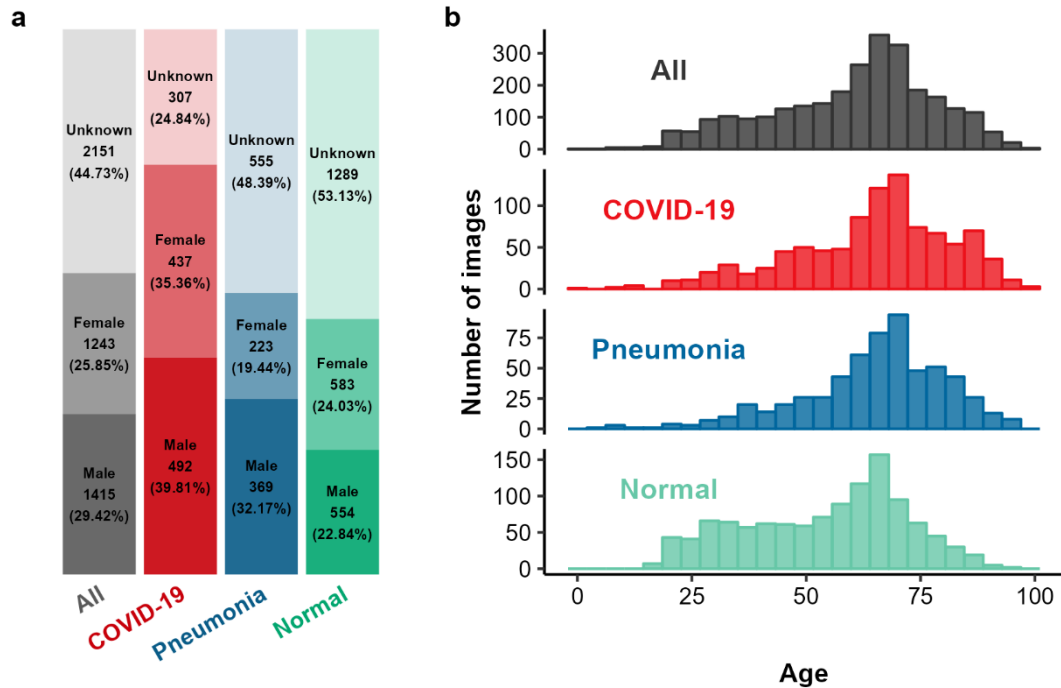 a
Unknown
2151
(44.73%)
Female
1243
(25.85%)
Male
1415
(29.42%)
All
Unknown
307
(24.84%)
Female
437
(35.36%)
Male
492
(39.81%)
COVID-19
Unknown
555
(48.39%)
Female
223
(19.44%)
Male
369
(32.17%)
Pneumonia
Unknown
1289
(53.13%)
Female
583
(24.03%)
Male
554
(22.84%)
Normal
b
Number of images
300
200
100
0
All
100
50
0
COVID-19
75
50
25
0
Pneumonia
150
100
50
0
Normal
0 25 50 75 100
Age